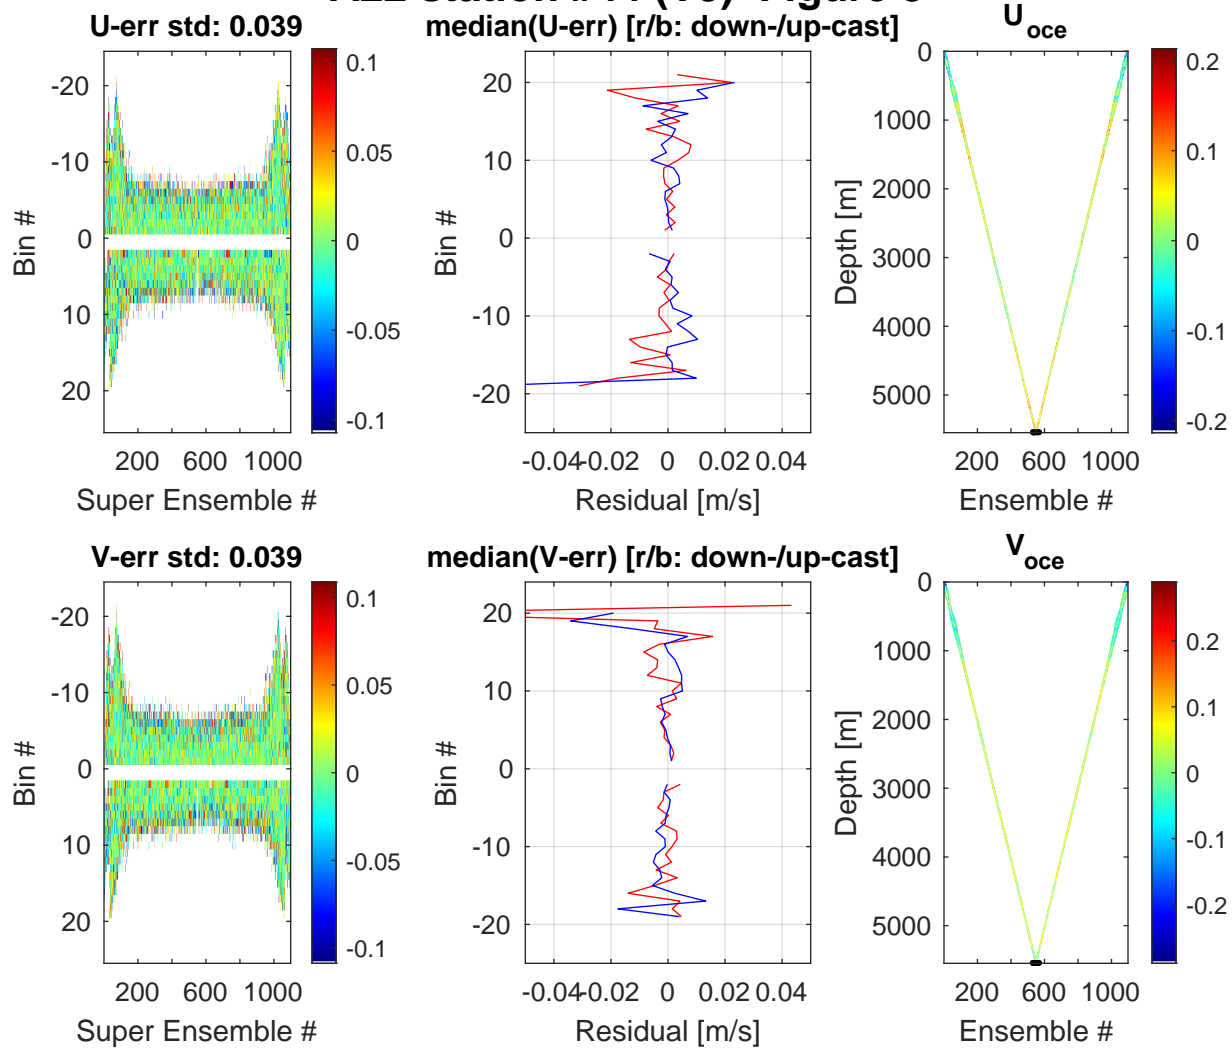 U-err std: 0.039
median(U-err) [r/b: down-/up-cast]
U_oce
-20
-10
0
10
20
Bin #
200 600 1000
Super Ensemble #
0.1
0.05
0
-0.05
-0.1
20
10
0
-10
-20
Bin #
-0.04 -0.02 0 0.02 0.04
Residual [m/s]
0
1000
2000
3000
4000
5000
Depth [m]
200 600 1000
Ensemble #
0.2
0.1
0
-0.1
-0.2
V-err std: 0.039
median(V-err) [r/b: down-/up-cast]
V_oce
-20
-10
0
10
20
Bin #
200 600 1000
Super Ensemble #
0.1
0.05
0
-0.05
-0.1
20
10
0
-10
-20
Bin #
-0.04 -0.02 0 0.02 0.04
Residual [m/s]
0
1000
2000
3000
4000
5000
Depth [m]
200 600 1000
Ensemble #
0.2
0.1
0
-0.1
-0.2